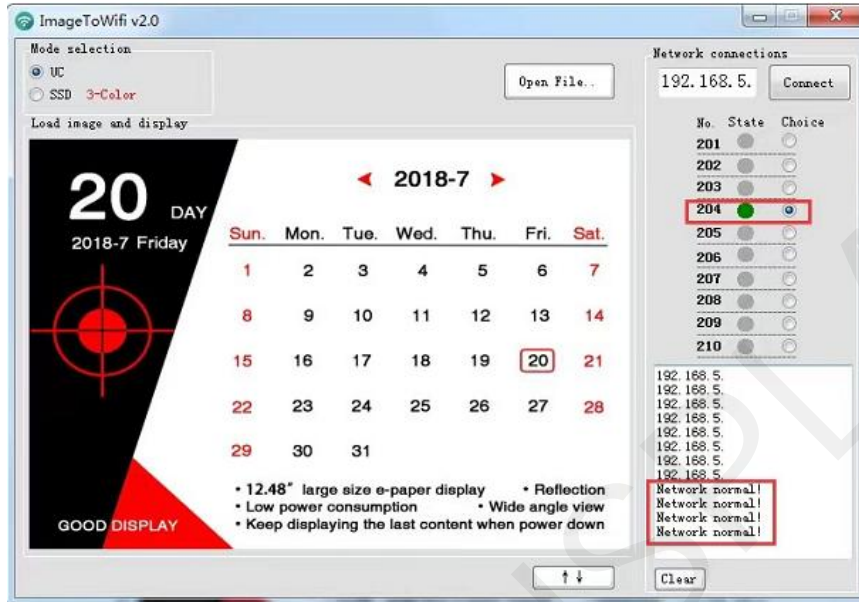 ImageToWifi v2.0
Mode selection
UC
SSD 3-Color
Open File..
Load image and display
20 DAY
2018-7 Friday
GOOD DISPLAY
2018-7
Sun. Mon. Tue. Wed. Thu. Fri. Sat.
1 2 3 4 5 6 7
8 9 10 11 12 13 14
15 16 17 18 19 20 21
22 23 24 25 26 27 28
29 30 31
• 12.48" large size e-paper display • Reflection
• Low power consumption • Wide angle view
• Keep displaying the last content when power down
↑ ↓
Network connections
192.168.5. Connect
No. State Choice
201
202
203
204
205
206
207
208
209
210
192.168.5.
192.168.5.
192.168.5.
192.168.5.
192.168.5.
192.168.5.
192.168.5.
192.168.5.
Network normal!
Network normal!
Network normal!
Network normal!
Clear